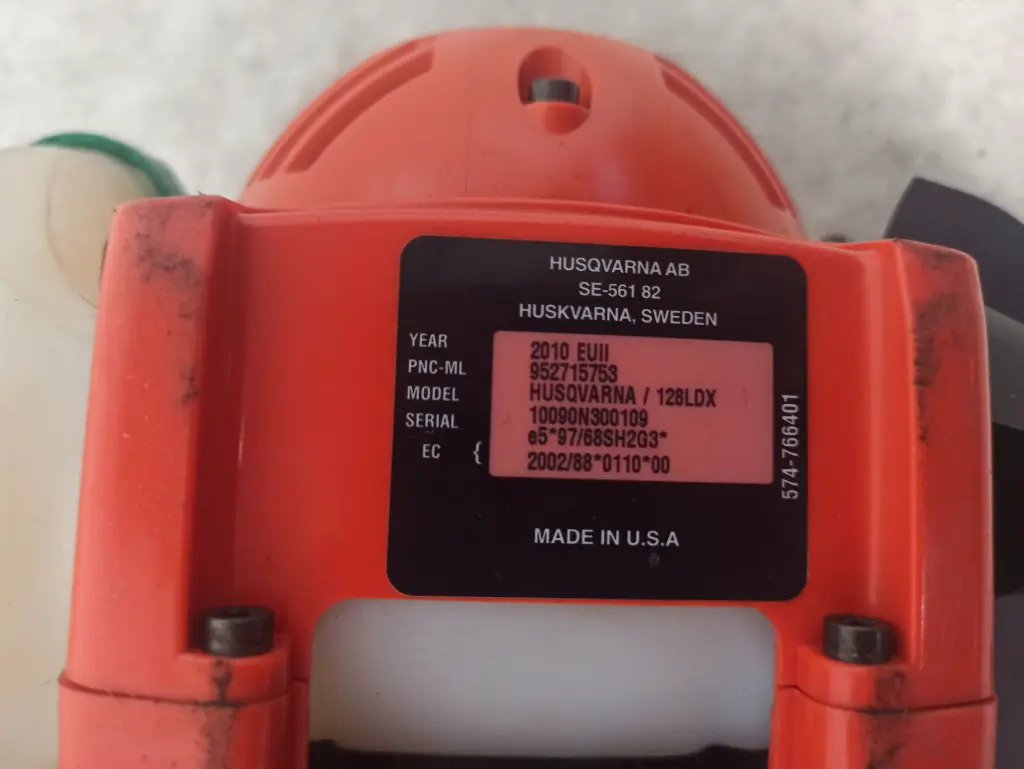 HUSQVARNA AB
SE-561 82
HUSKVARNA, SWEDEN
YEAR 2010 EUII
PNC-ML 952715753
MODEL HUSQVARNA / 128LDX
SERIAL 10090N300109
EC { e5*97/68SH2G3*
2002/88*0110*00
574-766401
MADE IN U.S.A